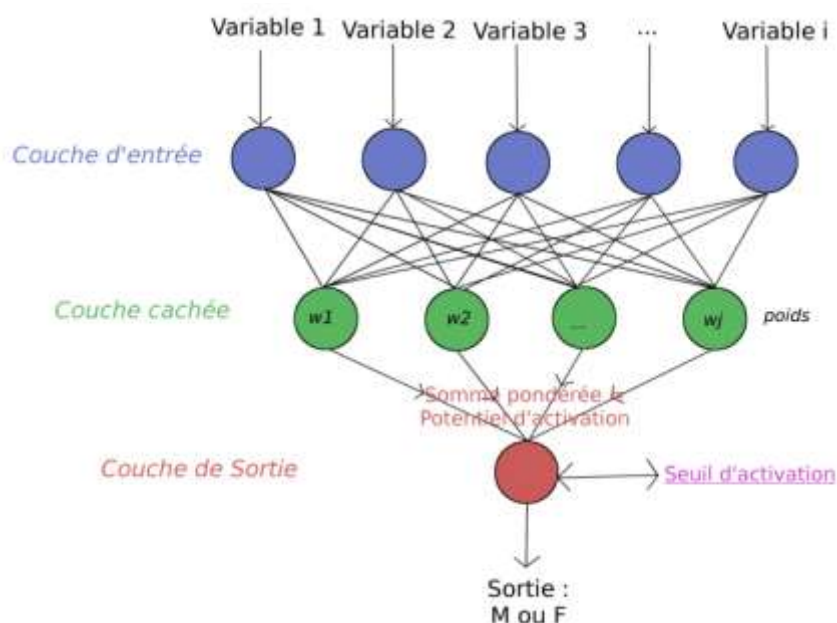 Variable 1 Variable 2 Variable 3 ... Variable i
Couche d'entrée
Couche cachée
w1 w2 ... wj poids
Somme pondérée =
Potentiel d'activation
Couche de Sortie
Seuil d'activation
Sortie :
M ou F